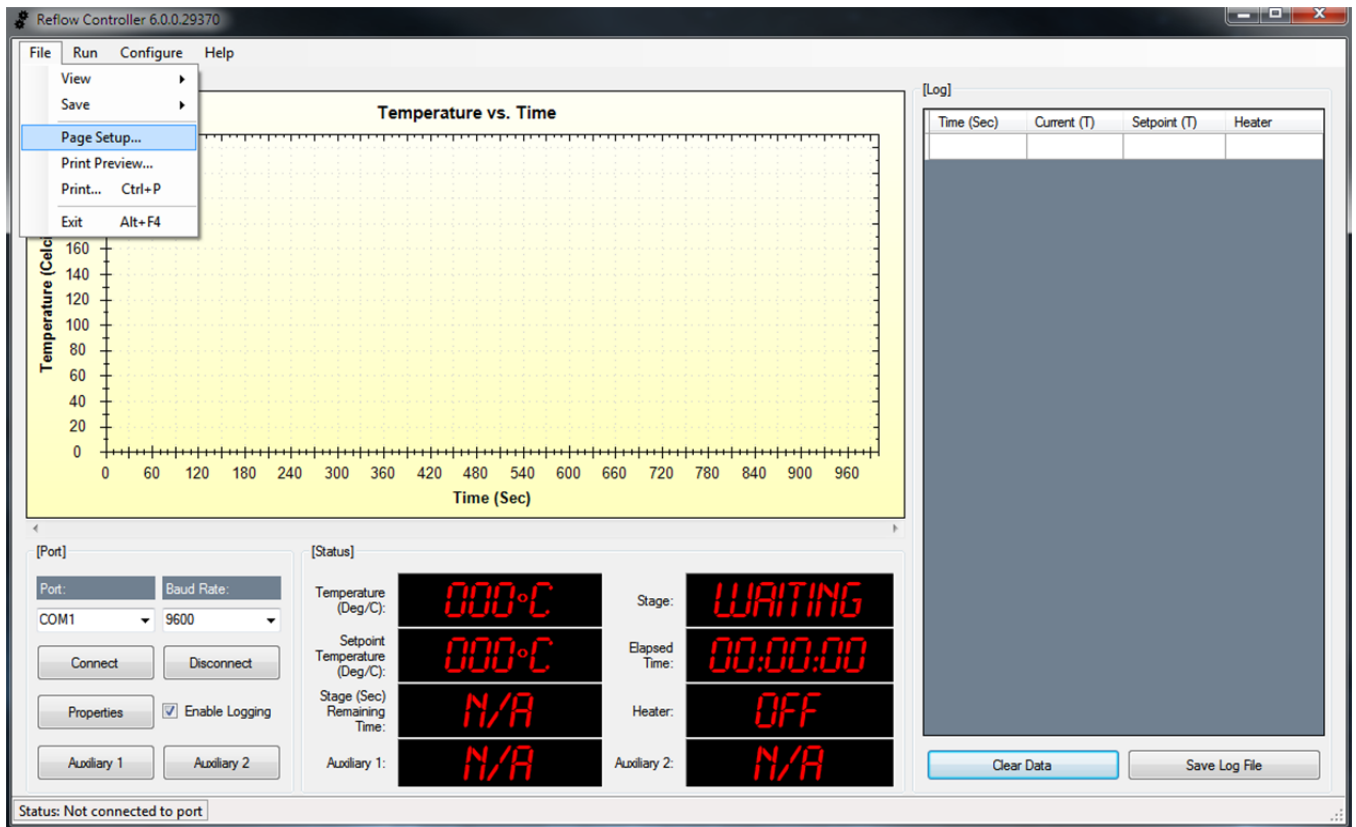 Reflow Controller 6.0.0.29370
File Run Configure Help
View
Save
Page Setup...
Print Preview...
Print... Ctrl+P
Exit Alt+F4
Temperature vs. Time
160
140
120
100
80
60
40
20
0
Temperature (Celci
0 60 120 180 240 300 360 420 480 540 600 660 720 780 840 900 960
Time (Sec)
[Log]
Time (Sec) Current (T) Setpoint (T) Heater
[Port]
Port: Baud Rate:
COM1 9600
Connect Disconnect
Properties Enable Logging
Auxiliary 1 Auxiliary 2
[Status]
Temperature
(Deg/C):
000°C
Stage:
WAITING
Setpoint
Temperature
(Deg/C):
000°C
Elapsed
Time:
00:00:00
Stage (Sec)
Remaining
Time:
N/A
Heater:
OFF
Auxiliary 1:
N/A
Auxiliary 2:
N/A
Clear Data Save Log File
Status: Not connected to port